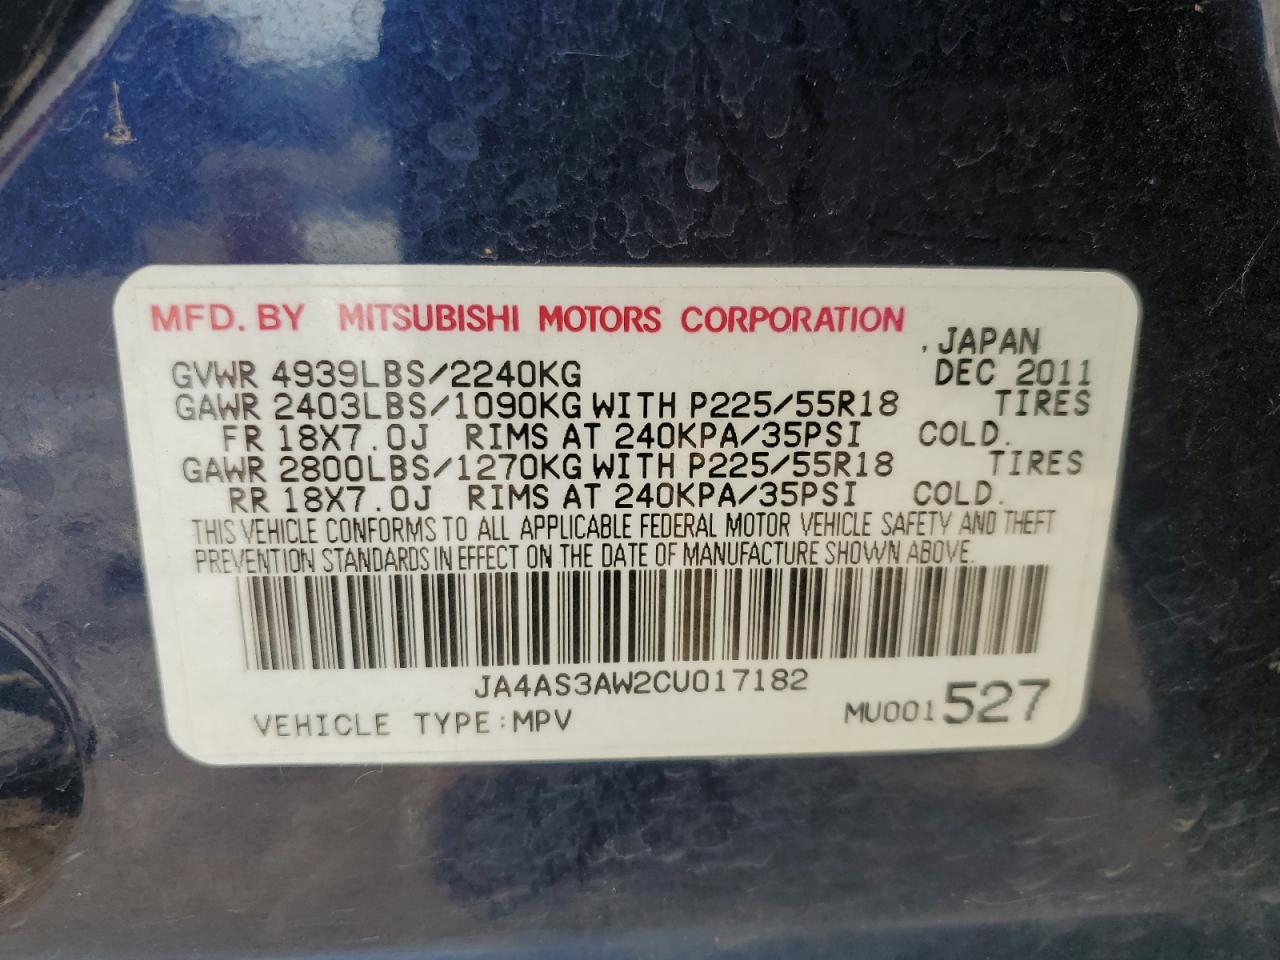 MFD. BY MITSUBISHI MOTORS CORPORATION
, JAPAN
GVWR 4939LBS/2240KG DEC 2011
GAWR 2403LBS/1090KG WITH P225/55R18 TIRES
FR 18X7.0J RIMS AT 240KPA/35PSI COLD.
GAWR 2800LBS/1270KG WITH P225/55R18 TIRES
RR 18X7.0J RIMS AT 240KPA/35PSI COLD.
THIS VEHICLE CONFORMS TO ALL APPLICABLE FEDERAL MOTOR VEHICLE SAFETY AND THEFT
PREVENTION STANDARDS IN EFFECT ON THE DATE OF MANUFACTURE SHOWN ABOVE.
JA4AS3AW2CU017182
VEHICLE TYPE:MPV MU001527